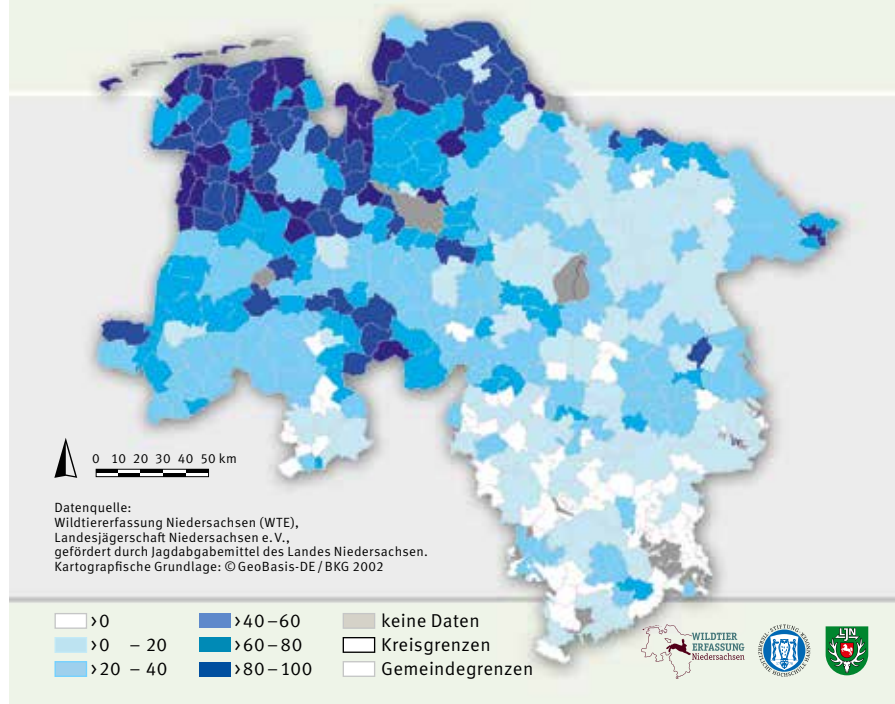 0 10 20 30 40 50 km
Datenquelle:
Wildtiererfassung Niedersachsen (WTE),
Landesjägerschaft Niedersachsen e.V.,
gefördert durch Jagdabgabemittel des Landes Niedersachsen.
Kartografische Grundlage: © GeoBasis-DE / BKG 2002
>0
>0 – 20
>20 – 40
>40 – 60
>60 – 80
>80 – 100
keine Daten
Kreisgrenzen
Gemeindegrenzen
WILDTIER
ERFASSUNG
Niedersachsen
LJN